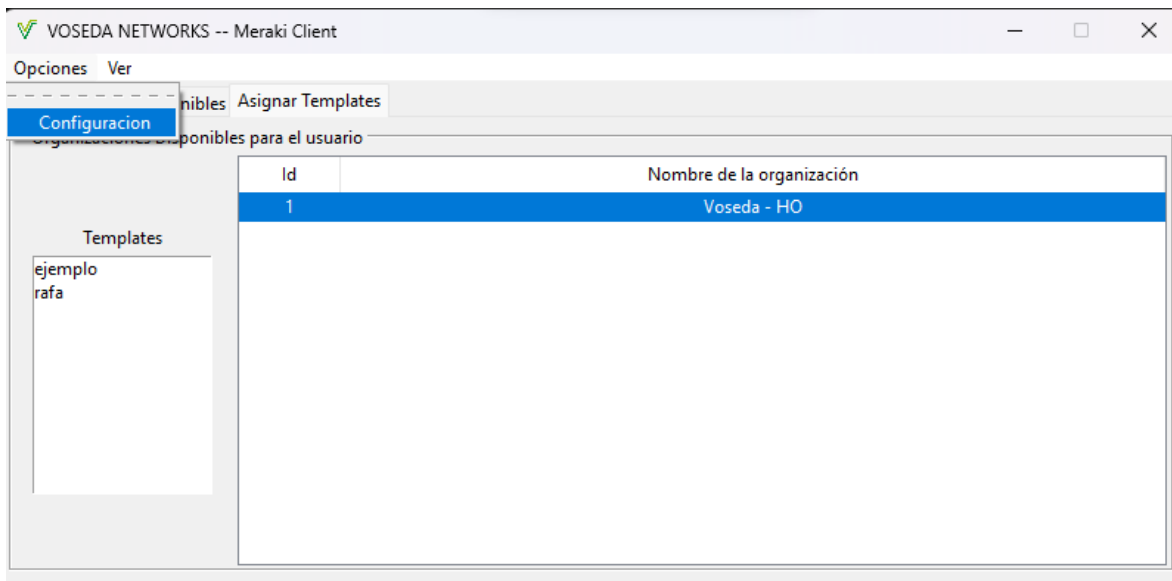 VOSEDA NETWORKS -- Meraki Client
Opciones Ver
nibles Asignar Templates
Configuracion
Disponibles para el usuario
Id Nombre de la organización
1 Voseda - HO
Templates
ejemplo
rafa